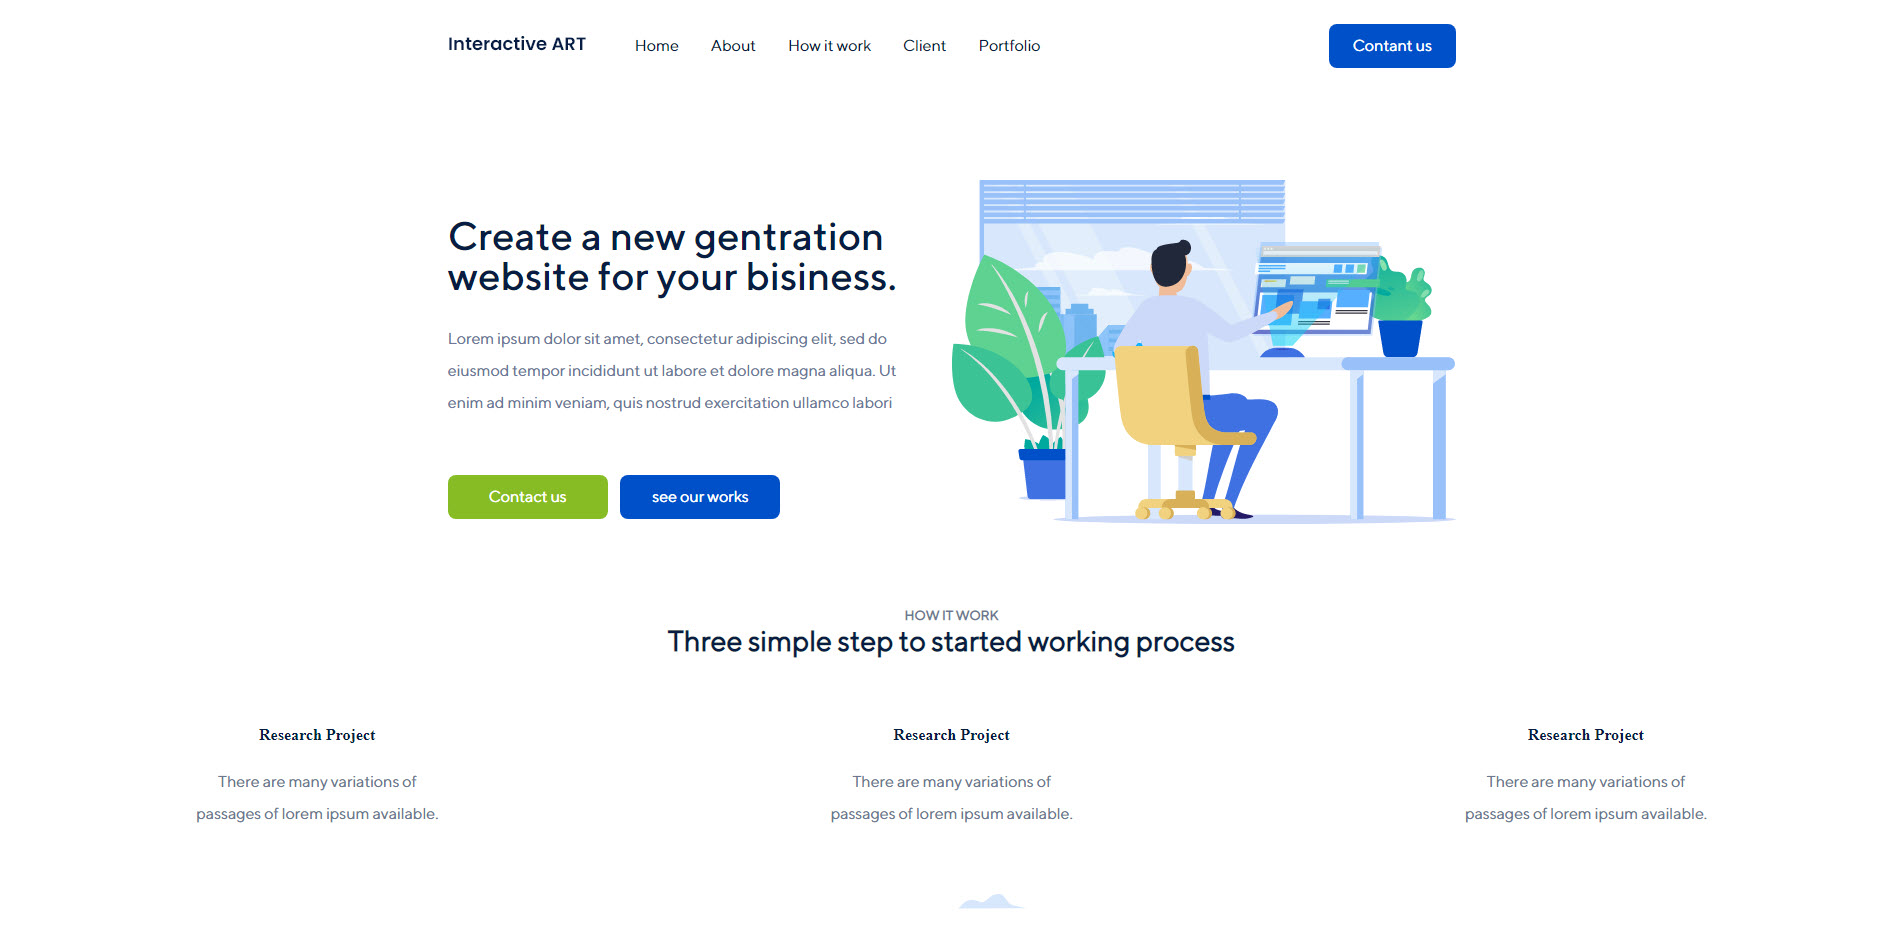 Interactive ART
Home About How it work Client Portfolio
Contant us
Create a new gentration
website for your bisiness.
Lorem ipsum dolor sit amet, consectetur adipiscing elit, sed do
eiusmod tempor incididunt ut labore et dolore magna aliqua. Ut
enim ad minim veniam, quis nostrud exercitation ullamco labori
Contact us
see our works
HOW IT WORK
Three simple step to started working process
Research Project
There are many variations of
passages of lorem ipsum available.
Research Project
There are many variations of
passages of lorem ipsum available.
Research Project
There are many variations of
passages of lorem ipsum available.